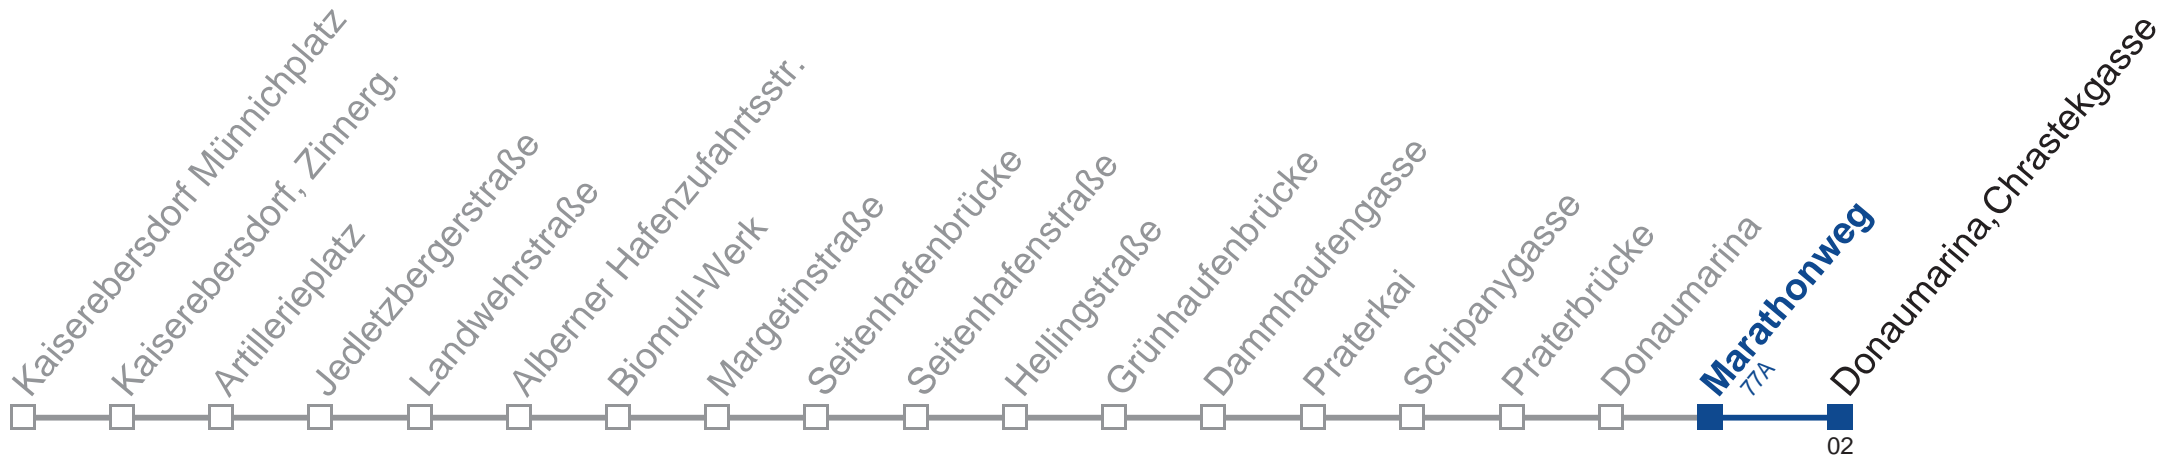 Kaiserebersdorf Münnichplatz
Kaiserebersdorf, Zinnerg.
Artillerieplatz
Jedletzbergerstraße
Landwehrstraße
Alberner Hafenzufahrtsstr.
Biomull-Werk
Margetinstraße
Seitenhafenbrücke
Seitenhafenstraße
Hellingstraße
Grünhaufenbrücke
Dammhaufengasse
Praterkai
Schipanygasse
Praterbrücke
Donaumarina
Marathonweg
77A
Donaumarina, Chrastekgasse
02